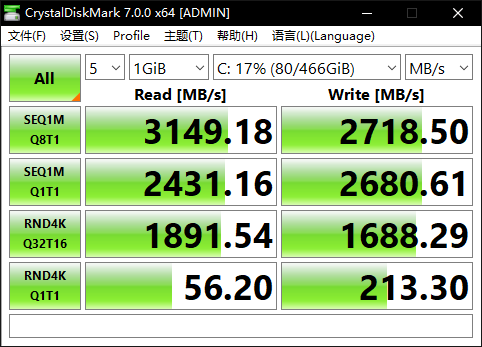 CrystalDiskMark 7.0.0 x64 [ADMIN]
文件(F) 设置(S) Profile 主题(T) 帮助(H) 语言(L)(Language)
All 5 1GiB C: 17% (80/466GiB) MB/s
Read [MB/s] Write [MB/s]
SEQ1M
Q8T1
3149.18 2718.50
SEQ1M
Q1T1
2431.16 2680.61
RND4K
Q32T16
1891.54 1688.29
RND4K
Q1T1
56.20 213.30